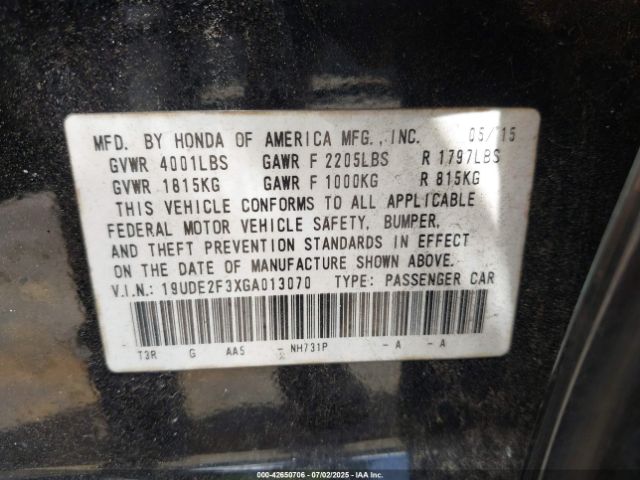 MFD. BY HONDA OF AMERICA MFG., INC. 05/15
GVWR 4001LBS GAWR F 2205LBS R 1797LBS
GVWR 1815KG GAWR F 1000KG R 815KG
THIS VEHICLE CONFORMS TO ALL APPLICABLE
FEDERAL MOTOR VEHICLE SAFETY, BUMPER,
AND THEFT PREVENTION STANDARDS IN EFFECT
ON THE DATE OF MANUFACTURE SHOWN ABOVE.
V.I.N.: 19UDE2F3XGA013070 TYPE: PASSENGER CAR
T3R G AA5 - NH731P - A - A
000-42650706 - 07/02/2025 - IAA Inc.